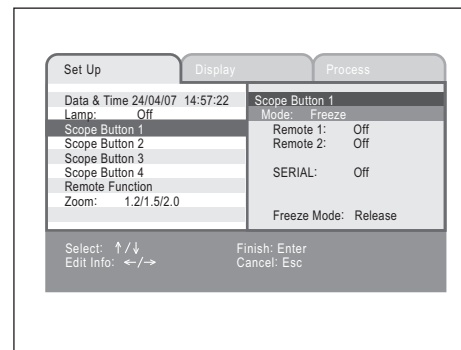 Set Up Display Process
Data & Time 24/04/07 14:57:22
Lamp: Off
Scope Button 1
Scope Button 2
Scope Button 3
Scope Button 4
Remote Function
Zoom: 1.2/1.5/2.0
Scope Button 1
Mode: Freeze
Remote 1: Off
Remote 2: Off
SERIAL: Off
Freeze Mode: Release
Select: ↑/↓ Finish: Enter
Edit Info: ←/→ Cancel: Esc